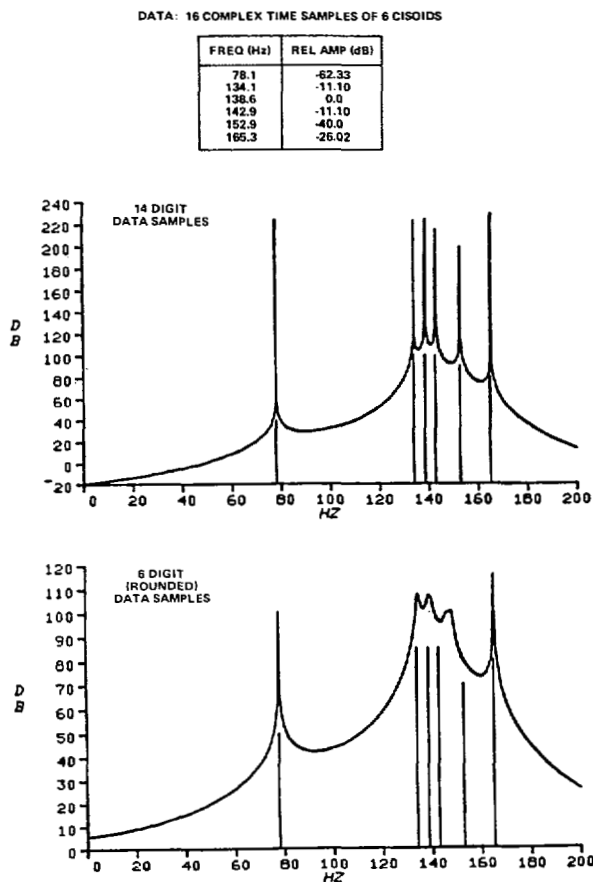 DATA: 16 COMPLEX TIME SAMPLES OF 6 CISOIDS
FREQ (Hz) REL AMP (dB)
78.1 -62.33
134.1 -11.10
138.6 0.0
142.9 -11.10
152.9 -40.0
165.3 -26.02
14 DIGIT
DATA SAMPLES
240
220
200
180
160
140
120
100
80
60
40
20
0
-20
DB
0 20 40 60 80 100 120 140 160 180 200
HZ
6 DIGIT
(ROUNDED)
DATA SAMPLES
120
110
100
90
80
70
60
50
40
30
20
10
0
DB
0 20 40 60 80 100 120 140 160 180 200
HZ